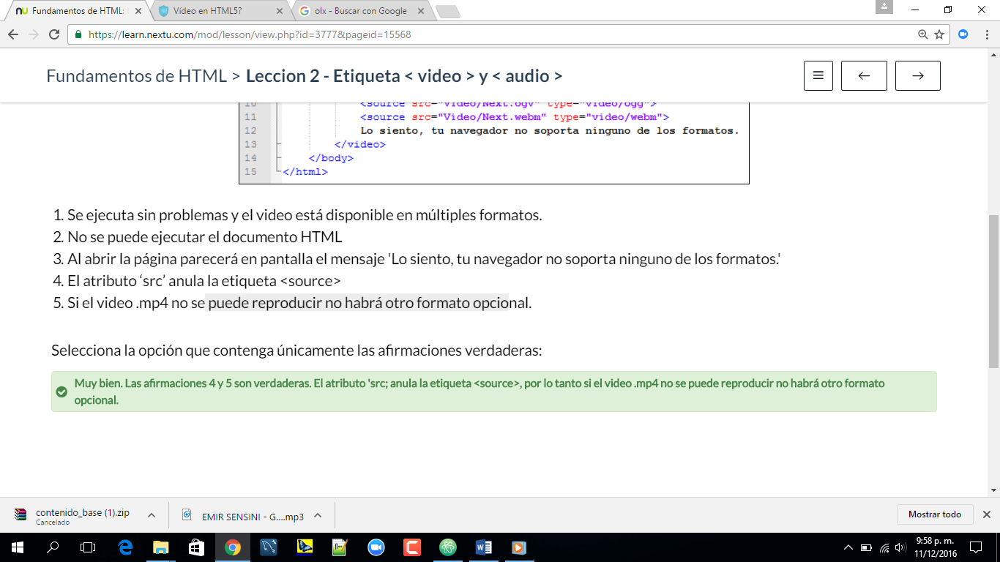 Fundamentos de HTML:
Vídeo en HTML5?
olx - Buscar con Google
https://learn.nextu.com/mod/lesson/view.php?id=3777&pageid=15568
Fundamentos de HTML > Leccion 2 - Etiqueta < video > y < audio >
10 <source src="Video/Next.ogv" type="video/ogg">
11 <source src="Video/Next.webm" type="video/webm">
12 Lo siento, tu navegador no soporta ninguno de los formatos.
13 </video>
14 </body>
15 </html>
1. Se ejecuta sin problemas y el video está disponible en múltiples formatos.
2. No se puede ejecutar el documento HTML
3. Al abrir la página parecerá en pantalla el mensaje 'Lo siento, tu navegador no soporta ninguno de los formatos.'
4. El atributo ‘src’ anula la etiqueta <source>
5. Si el video .mp4 no se puede reproducir no habrá otro formato opcional.
Selecciona la opción que contenga únicamente las afirmaciones verdaderas:
Muy bien. Las afirmaciones 4 y 5 son verdaderas. El atributo 'src; anula la etiqueta <source>, por lo tanto si el video .mp4 no se puede reproducir no habrá otro formato
opcional.
contenido_base (1).zip
Cancelado
EMIR SENSINI - G....mp3
Mostrar todo
9:58 p. m.
11/12/2016